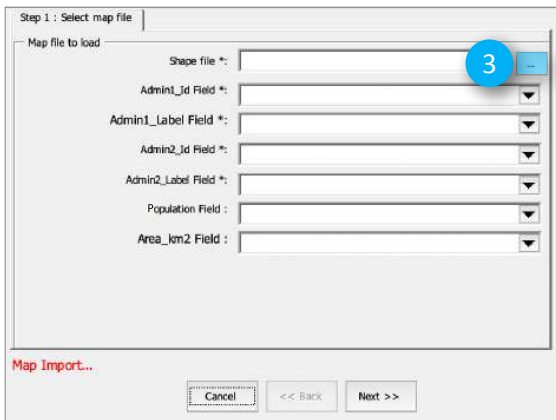 Step 1 : Select map file
Map file to load
Shape file *:
3
...
Admin1_Id Field *:
Admin1_Label Field *:
Admin2_Id Field *:
Admin2_Label Field *:
Population Field :
Area_km2 Field :
Map Import...
Cancel
<< Back
Next >>